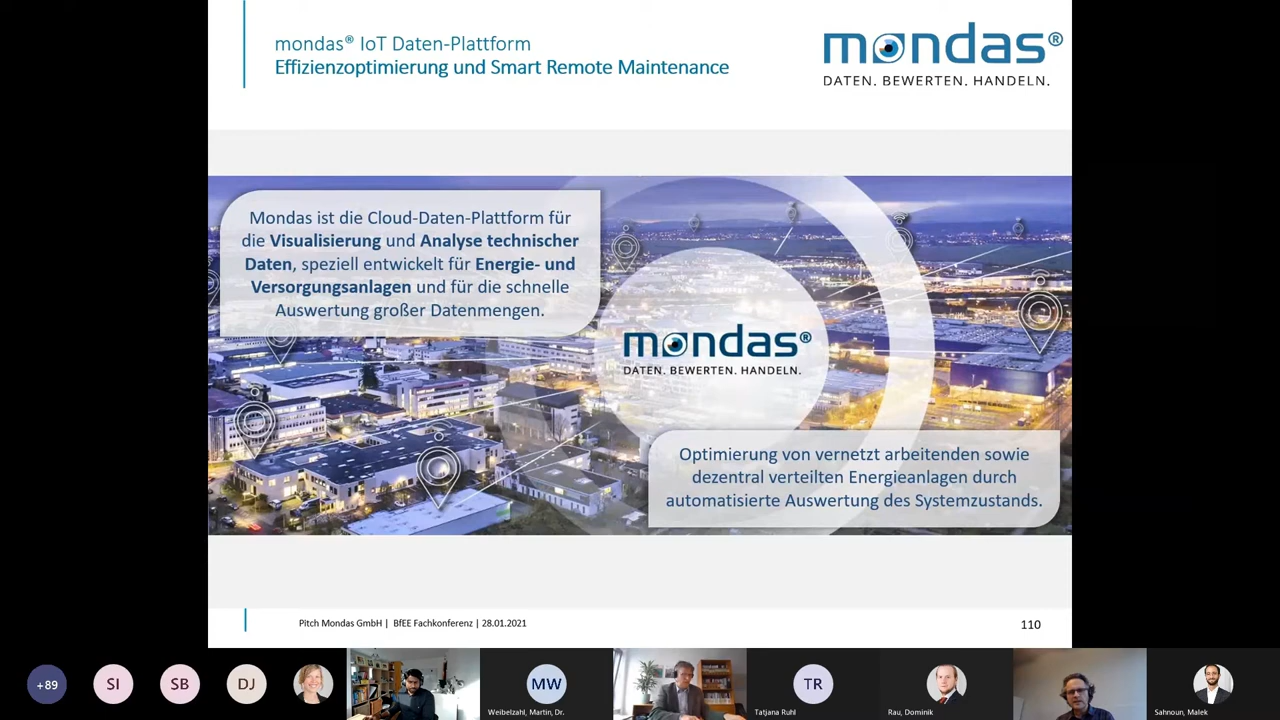 mondas® IoT Daten-Plattform
Effizienzoptimierung und Smart Remote Maintenance
mondas®
DATEN. BEWERTEN. HANDELN.
Mondas ist die Cloud-Daten-Plattform für
die Visualisierung und Analyse technischer
Daten, speziell entwickelt für Energie- und
Versorgungsanlagen und für die schnelle
Auswertung großer Datenmengen.
mondas®
DATEN. BEWERTEN. HANDELN.
Optimierung von vernetzt arbeitenden sowie
dezentral verteilten Energieanlagen durch
automatisierte Auswertung des Systemzustands.
Pitch Mondas GmbH | BfEE Fachkonferenz | 28.01.2021
110
+89
SI
SB
DJ
MW
Weibelzahl, Martin, Dr.
TR
Tatjana Ruhl
Rau, Dominik
Sahnoun, Malek